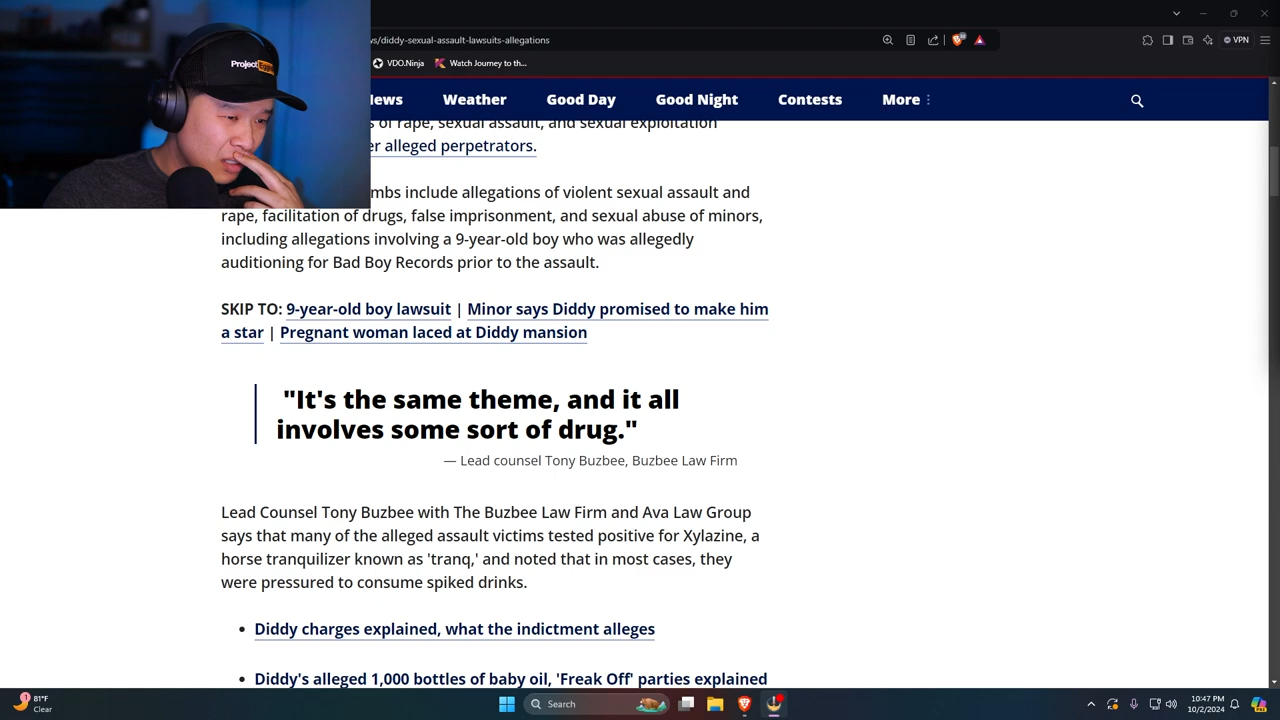 ws/diddy-sexual-assault-lawsuits-allegations
VPN
VDO.Ninja
Watch Journey to th...
Project
News Weather Good Day Good Night Contests More
s of rape, sexual assault, and sexual exploitation
er alleged perpetrators.
mbs include allegations of violent sexual assault and
rape, facilitation of drugs, false imprisonment, and sexual abuse of minors,
including allegations involving a 9-year-old boy who was allegedly
auditioning for Bad Boy Records prior to the assault.
SKIP TO: 9-year-old boy lawsuit | Minor says Diddy promised to make him
a star | Pregnant woman laced at Diddy mansion
"It's the same theme, and it all
involves some sort of drug."
— Lead counsel Tony Buzbee, Buzbee Law Firm
Lead Counsel Tony Buzbee with The Buzbee Law Firm and Ava Law Group
says that many of the alleged assault victims tested positive for Xylazine, a
horse tranquilizer known as 'tranq,' and noted that in most cases, they
were pressured to consume spiked drinks.
• Diddy charges explained, what the indictment alleges
• Diddy's alleged 1,000 bottles of baby oil, 'Freak Off' parties explained
81°F
Clear
Search
10:47 PM
10/2/2024